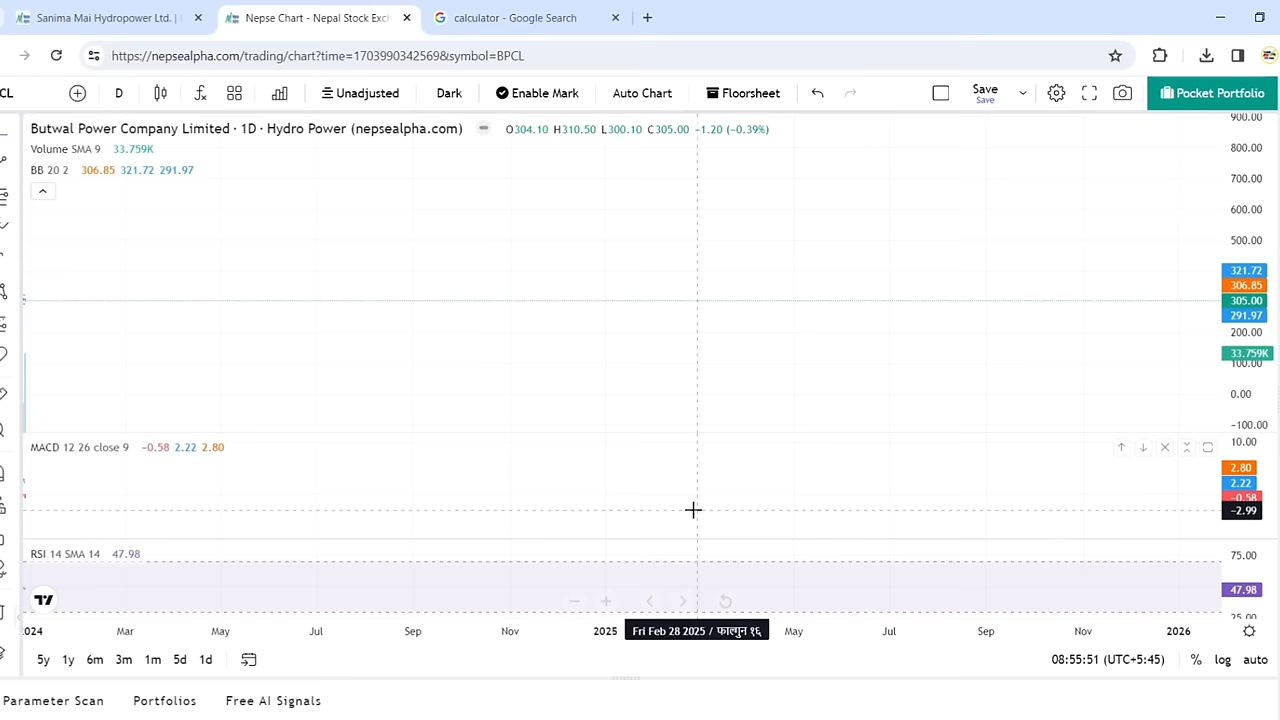 Sanima Mai Hydropower Ltd. |
Nepse Chart - Nepal Stock Exc
calculator - Google Search
https://nepsealpha.com/trading/chart?time=1703990342569&symbol=BPCL
CL
D
Unadjusted
Dark
Enable Mark
Auto Chart
Floorsheet
Save
Save
Pocket Portfolio
Butwal Power Company Limited · 1D · Hydro Power (nepsealpha.com)
O304.10 H310.50 L300.10 C305.00 −1.20 (−0.39%)
Volume SMA 9 33.759K
BB 20 2 306.85 321.72 291.97
900.00
800.00
700.00
600.00
500.00
321.72
306.85
305.00
291.97
200.00
33.759K
100.00
0.00
−100.00
MACD 12 26 close 9 −0.58 2.22 2.80
10.00
2.80
2.22
−0.58
−2.99
RSI 14 SMA 14 47.98
75.00
47.98
25.00
2024 Mar May Jul Sep Nov 2025 Fri Feb 28 2025 / फाल्गुन १६ May Jul Sep Nov 2026
5y 1y 6m 3m 1m 5d 1d
08:55:51 (UTC+5:45) % log auto
Parameter Scan Portfolios Free AI Signals